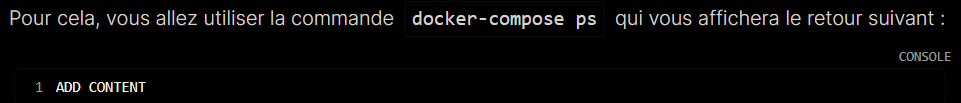 Pour cela, vous allez utiliser la commande docker-compose ps qui vous affichera le retour suivant :
CONSOLE
1 ADD CONTENT